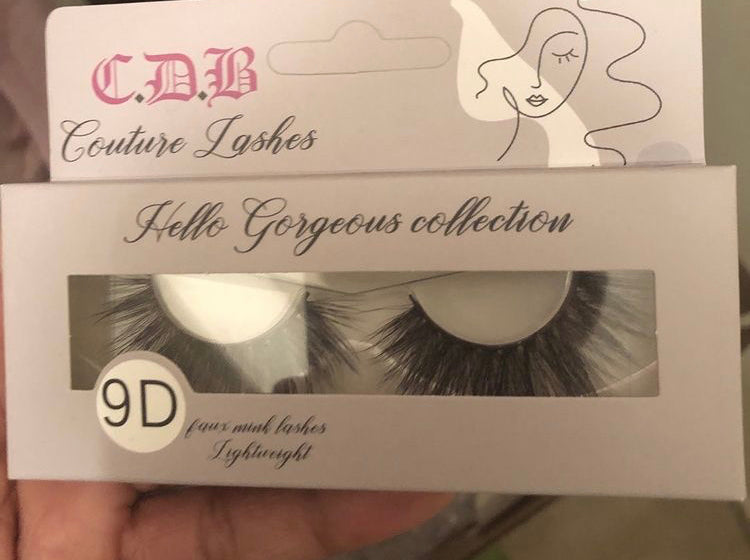 C.D.B
Couture Lashes
Hello Gorgeous collection
9D
faux mink lashes
Lightweight